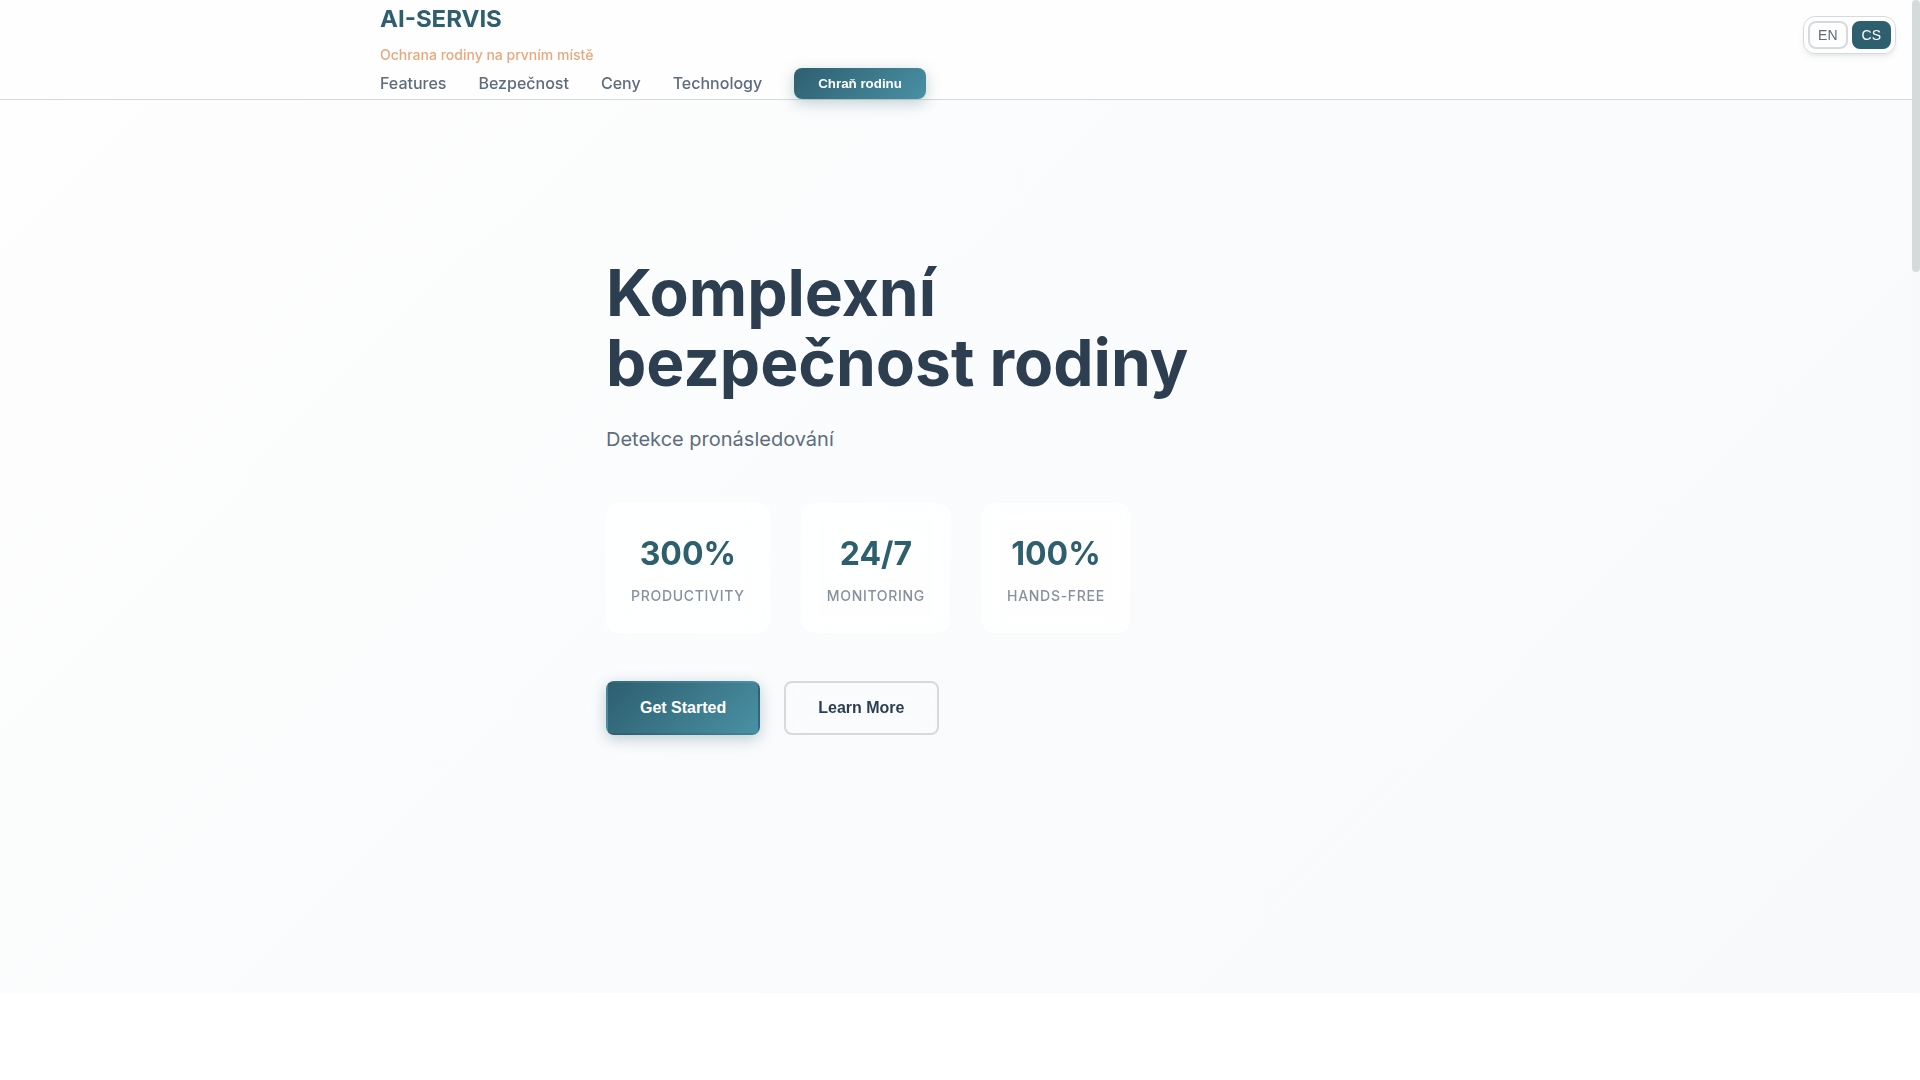 AI-SERVIS
Ochrana rodiny na prvním místě
Features Bezpečnost Ceny Technology Chraň rodinu
EN CS
Komplexní
bezpečnost rodiny
Detekce pronásledování
300% 24/7 100%
PRODUCTIVITY MONITORING HANDS-FREE
Get Started Learn More